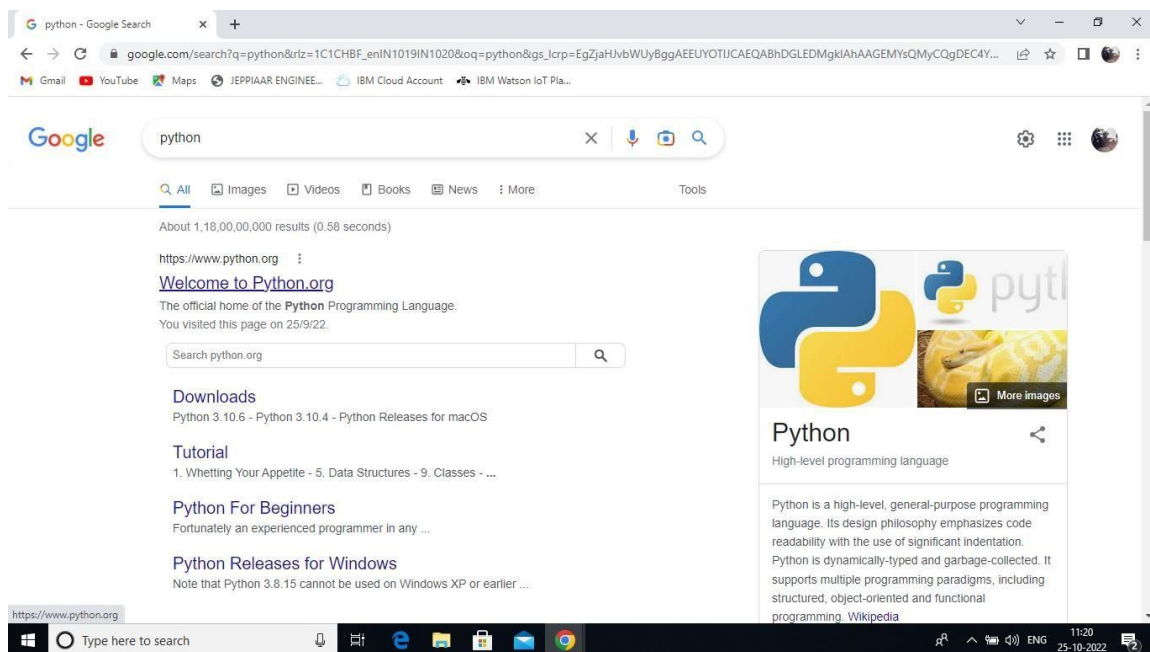 python - Google Search
google.com/search?q=python&rlz=1C1CHBF_enIN1019IN1020&oq=python&gs_lcrp=EgZjaHJvbWUyBggAEEUYOTIJCAEQABhDGLEDMgkIAhAAGEMYsQMyCQgDEC4Y...
Gmail YouTube Maps JEPPIAAR ENGINEE... IBM Cloud Account IBM Watson IoT Pla...
Google
python
All Images Videos Books News More Tools
About 1,18,00,00,000 results (0.58 seconds)
https://www.python.org
Welcome to Python.org
The official home of the Python Programming Language.
You visited this page on 25/9/22.
Search python.org
Downloads
Python 3.10.6 - Python 3.10.4 - Python Releases for macOS
Tutorial
1. Whetting Your Appetite - 5. Data Structures - 9. Classes - ...
Python For Beginners
Fortunately an experienced programmer in any ...
Python Releases for Windows
Note that Python 3.8.15 cannot be used on Windows XP or earlier ...
pyt
More images
Python
High-level programming language
Python is a high-level, general-purpose programming
language. Its design philosophy emphasizes code
readability with the use of significant indentation.
Python is dynamically-typed and garbage-collected. It
supports multiple programming paradigms, including
structured, object-oriented and functional
programming. Wikipedia
https://www.python.org
Type here to search
ENG
11:20
25-10-2022
2